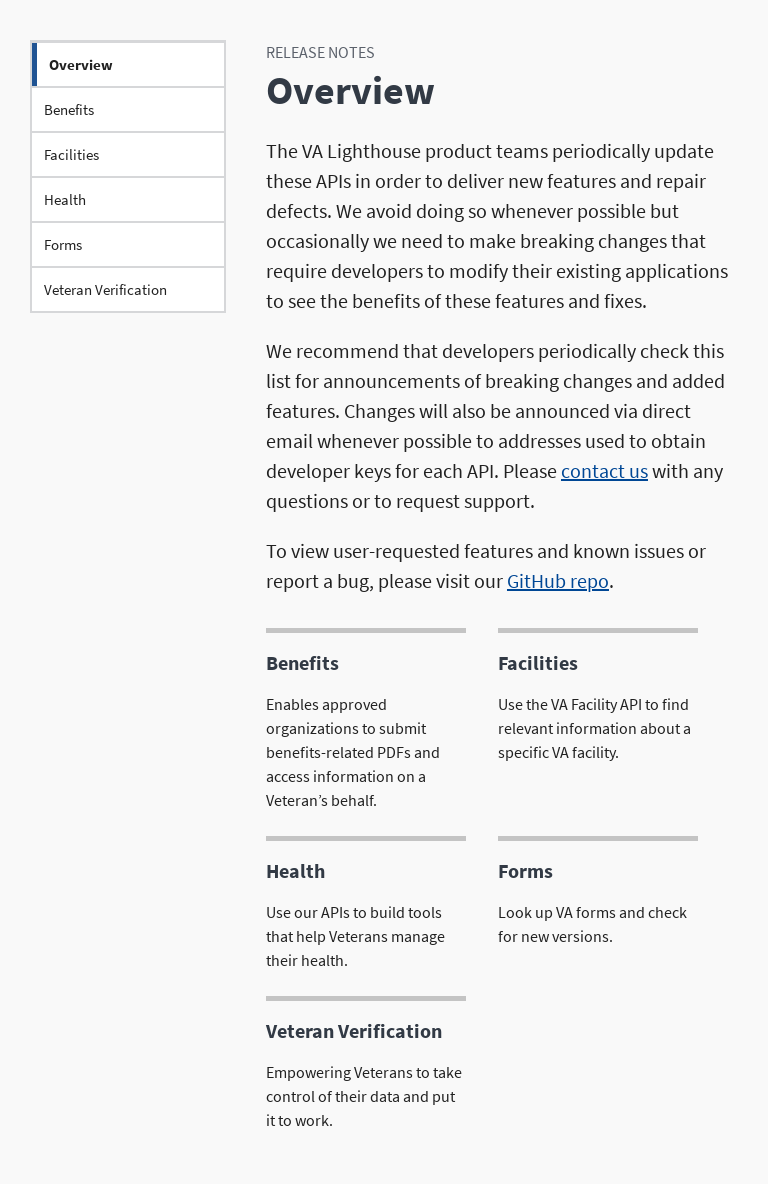 Overview
Benefits
Facilities
Health
Forms
Veteran Verification
RELEASE NOTES
Overview
The VA Lighthouse product teams periodically update
these APIs in order to deliver new features and repair
defects. We avoid doing so whenever possible but
occasionally we need to make breaking changes that
require developers to modify their existing applications
to see the benefits of these features and fixes.
We recommend that developers periodically check this
list for announcements of breaking changes and added
features. Changes will also be announced via direct
email whenever possible to addresses used to obtain
developer keys for each API. Please contact us with any
questions or to request support.
To view user-requested features and known issues or
report a bug, please visit our GitHub repo.
Benefits
Enables approved
organizations to submit
benefits-related PDFs and
access information on a
Veteran’s behalf.
Facilities
Use the VA Facility API to find
relevant information about a
specific VA facility.
Health
Use our APIs to build tools
that help Veterans manage
their health.
Forms
Look up VA forms and check
for new versions.
Veteran Verification
Empowering Veterans to take
control of their data and put
it to work.